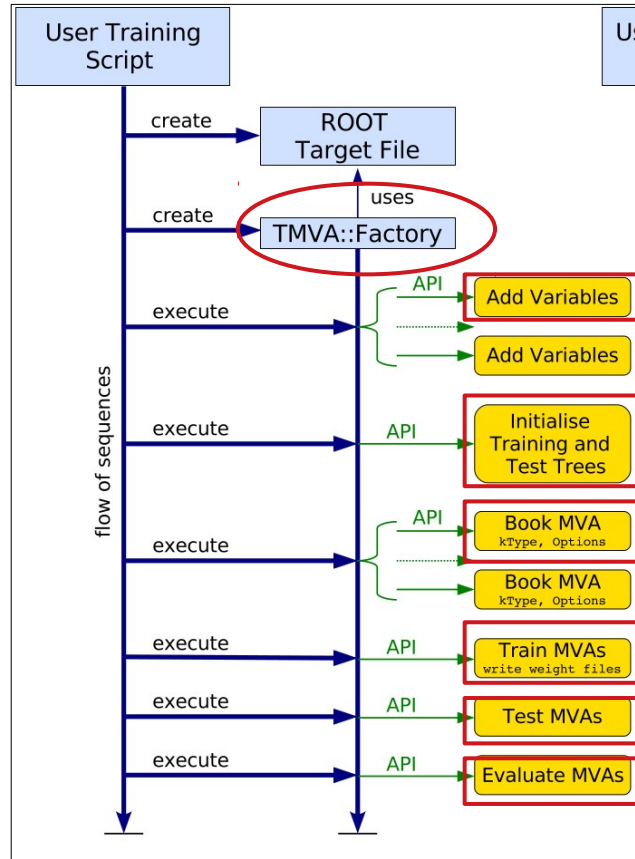 User Training
Script
Us
create
ROOT
Target File
uses
create
TMVA::Factory
API
Add Variables
execute
Add Variables
flow of sequences
execute
API
Initialise
Training and
Test Trees
API
Book MVA
kType, Options
execute
Book MVA
kType, Options
execute
API
Train MVAs
write weight files
execute
API
Test MVAs
execute
API
Evaluate MVAs